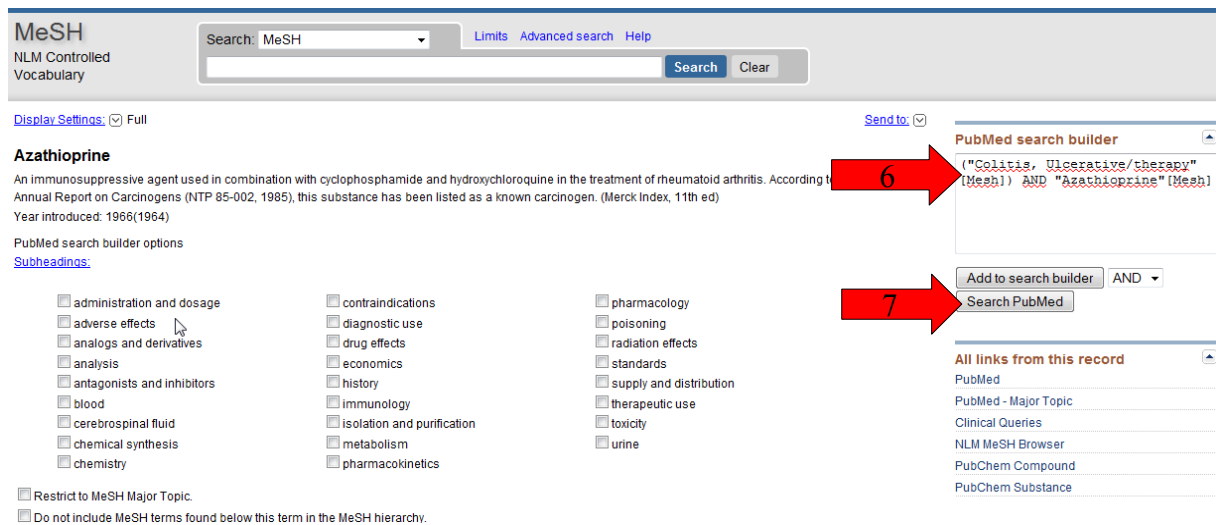 MeSH
NLM Controlled
Vocabulary
Search: MeSH
Limits Advanced search Help
Search Clear
Display Settings: Full
Send to:
Azathioprine
An immunosuppressive agent used in combination with cyclophosphamide and hydroxychloroquine in the treatment of rheumatoid arthritis. According to
Annual Report on Carcinogens (NTP 85-002, 1985), this substance has been listed as a known carcinogen. (Merck Index, 11th ed)
Year introduced: 1966(1964)
PubMed search builder options
Subheadings:
administration and dosage
adverse effects
analogs and derivatives
analysis
antagonists and inhibitors
blood
cerebrospinal fluid
chemical synthesis
chemistry
contraindications
diagnostic use
drug effects
economics
history
immunology
isolation and purification
metabolism
pharmacokinetics
pharmacology
poisoning
radiation effects
standards
supply and distribution
therapeutic use
toxicity
urine
Restrict to MeSH Major Topic.
Do not include MeSH terms found below this term in the MeSH hierarchy.
PubMed search builder
6
("Colitis, Ulcerative/therapy"
[Mesh]) AND "Azathioprine"[Mesh]
Add to search builder AND
7
Search PubMed
All links from this record
PubMed
PubMed - Major Topic
Clinical Queries
NLM MeSH Browser
PubChem Compound
PubChem Substance